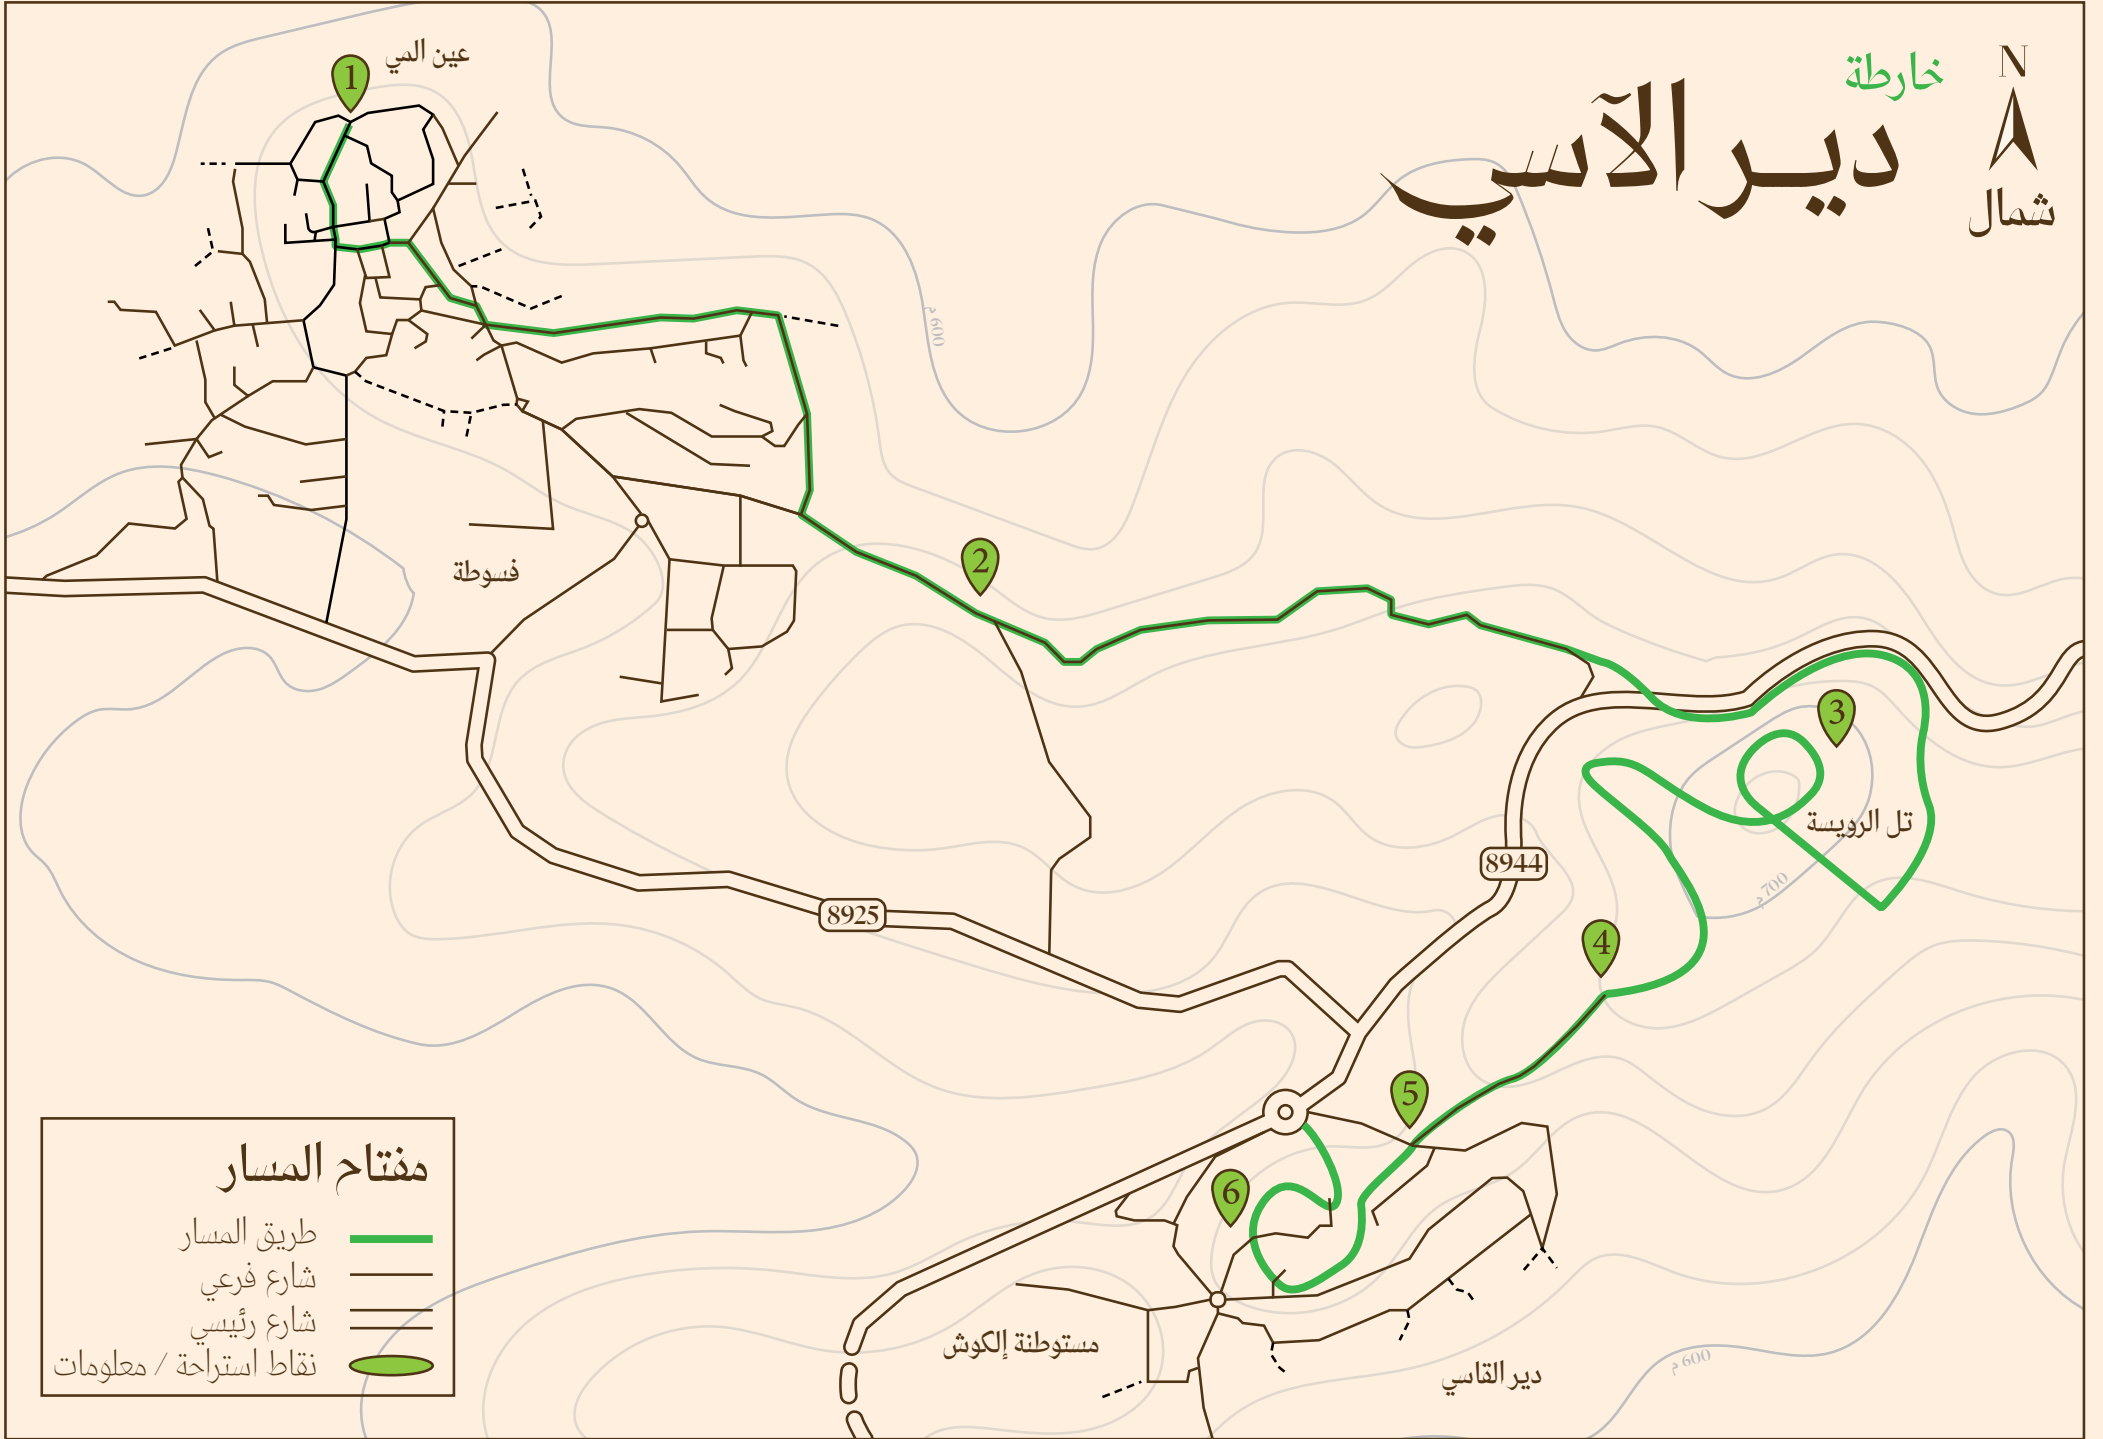 خارطة
دير الآسي
N
شمال
عين المي
1
600 م
فسوطة
2
3
تل الرويسة
700 م
8944
8925
4
5
6
مستوطنة إلكوش
دير القاسي
600 م
مفتاح المسار
طريق المسار
شارع فرعي
شارع رئيسي
نقاط استراحة / معلومات